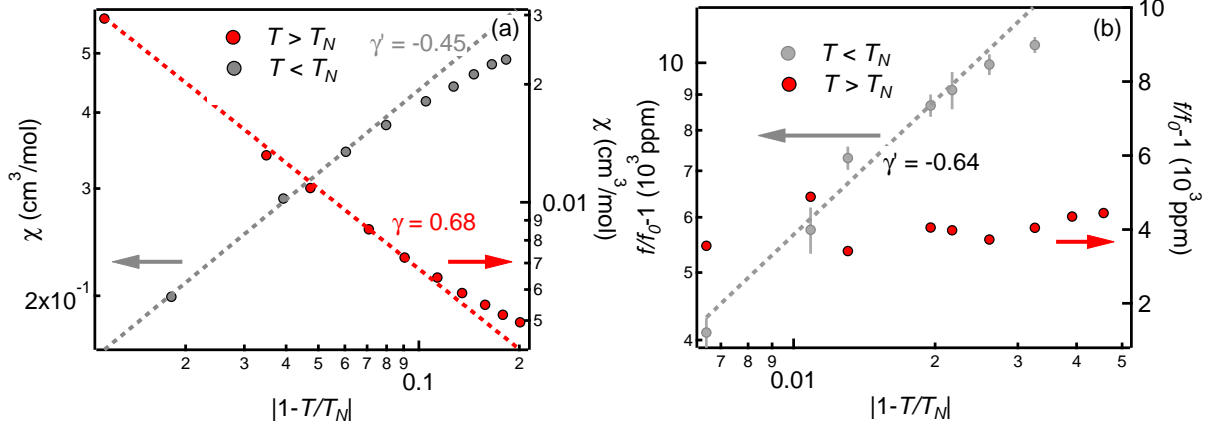 (a)
T > T_N
T < T_N
γ' = -0.45
γ = 0.68
χ (cm³/mol)
5
4
3
2x10⁻¹
2 3 4 5 6 7 8 9 0.1 2
|1-T/T_N|
3
2
0.01
9
8
7
6
5
χ (cm³/mol)
(b)
T < T_N
T > T_N
γ' = -0.64
f/f₀-1 (10³ ppm)
10
9
8
7
6
5
4
7 8 9 0.01 2 3 4 5
|1-T/T_N|
10
8
6
4
2
f/f₀-1 (10³ ppm)